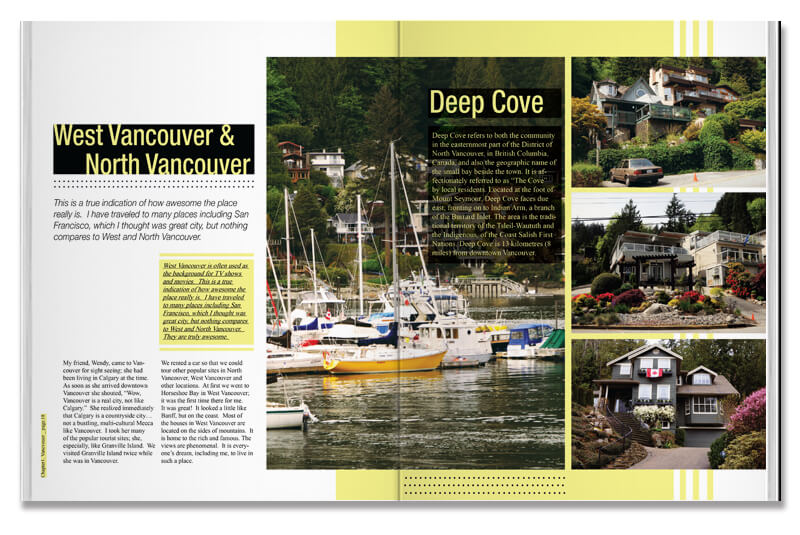 West Vancouver &
North Vancouver
This is a true indication of how awesome the place
really is.  I have traveled to many places including San
Francisco, which I thought was great city, but nothing
compares to West and North Vancouver.
West Vancouver is often used as
the background for TV shows
and movies.  This is a true
indication of how awesome the
place really is.  I have traveled
to many places including San
Francisco, which I thought was
great city, but nothing compares
to West and North Vancouver.
They are truly awesome.
My friend, Wendy, came to Van-
couver for sight seeing; she had
been living in Calgary at the time.
As soon as she arrived downtown
Vancouver she shouted, “Wow,
Vancouver is a real city, not like
Calgary.”  She realized immediately
that Calgary is a countryside city…
not a bustling, multi-cultural Mecca
like Vancouver.  I took her many
of the popular tourist sites; she,
especially, like Granville Island.  We
visited Granville Island twice while
she was in Vancouver.
We rented a car so that we could
tour other popular sites in North
Vancouver, West Vancouver and
other locations.  At first we went to
Horseshoe Bay in West Vancouver;
it was the first time there for me.
It was great!  It looked a little like
Banff, but on the coast.  Most of
the houses in West Vancouver are
located on the sides of mountains.  It
is home to the rich and famous. The
views are phenomenal.  It is every-
one’s dream, including me, to live in
such a place.
Chapter1. Vancouver _ page18
Deep Cove
Deep Cove refers to both the community
in the easternmost part of the District of
North Vancouver, in British Columbia,
Canada, and also the geographic name of
the small bay beside the town. It is af-
fectionately referred to as “The Cove”
by local residents. Located at the foot of
Mount Seymour, Deep Cove faces due
east, fronting on to Indian Arm, a branch
of the Burrard Inlet. The area is the tradi-
tional territory of the Tsleil-Waututh and
the Indigenous, of the Coast Salish First
Nations. Deep Cove is 13 kilometres (8
miles) from downtown Vancouver.